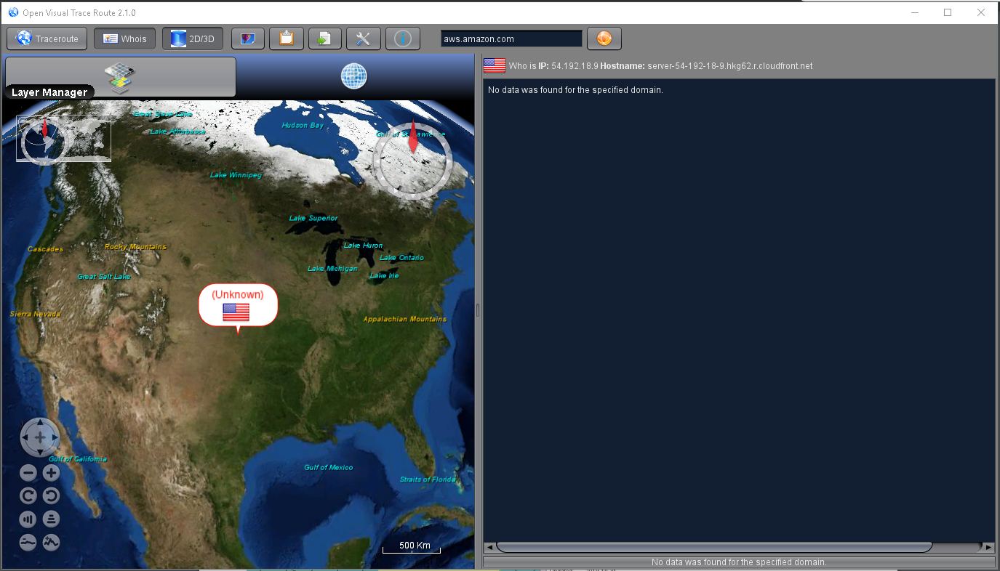 Open Visual Trace Route 2.1.0
Traceroute
Whois
2D/3D
aws.amazon.com
Layer Manager
Who is IP: 54.192.18.9 Hostname: server-54-192-18-9.hkg62.r.cloudfront.net
No data was found for the specified domain.
Great Slave Lake
Hudson Bay
Lake Athabasca
Gulf of St. Lawrence
Lake Winnipeg
Lake Superior
Lake Huron
Cascades
Rocky Mountains
Lake Ontario
Lake Michigan
Great Salt Lake
Lake Irie
(Unknown)
Sierra Nevada
Appalachian Mountains
Gulf of California
Gulf of Mexico
Straits of Florida
500 Km
No data was found for the specified domain.